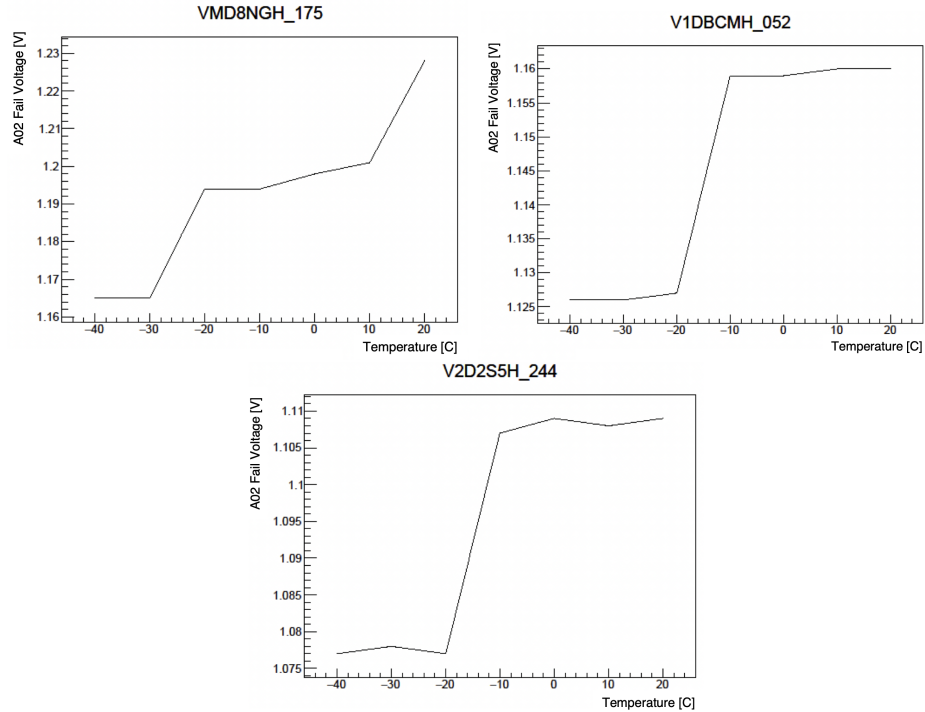 VMD8NGH_175
A02 Fail Voltage [V]
1.23
1.22
1.21
1.2
1.19
1.18
1.17
1.16
−40 −30 −20 −10 0 10 20
Temperature [C]
V1DBCMH_052
A02 Fail Voltage [V]
1.16
1.155
1.15
1.145
1.14
1.135
1.13
1.125
−40 −30 −20 −10 0 10 20
Temperature [C]
V2D2S5H_244
A02 Fail Voltage [V]
1.11
1.105
1.1
1.095
1.09
1.085
1.08
1.075
−40 −30 −20 −10 0 10 20
Temperature [C]